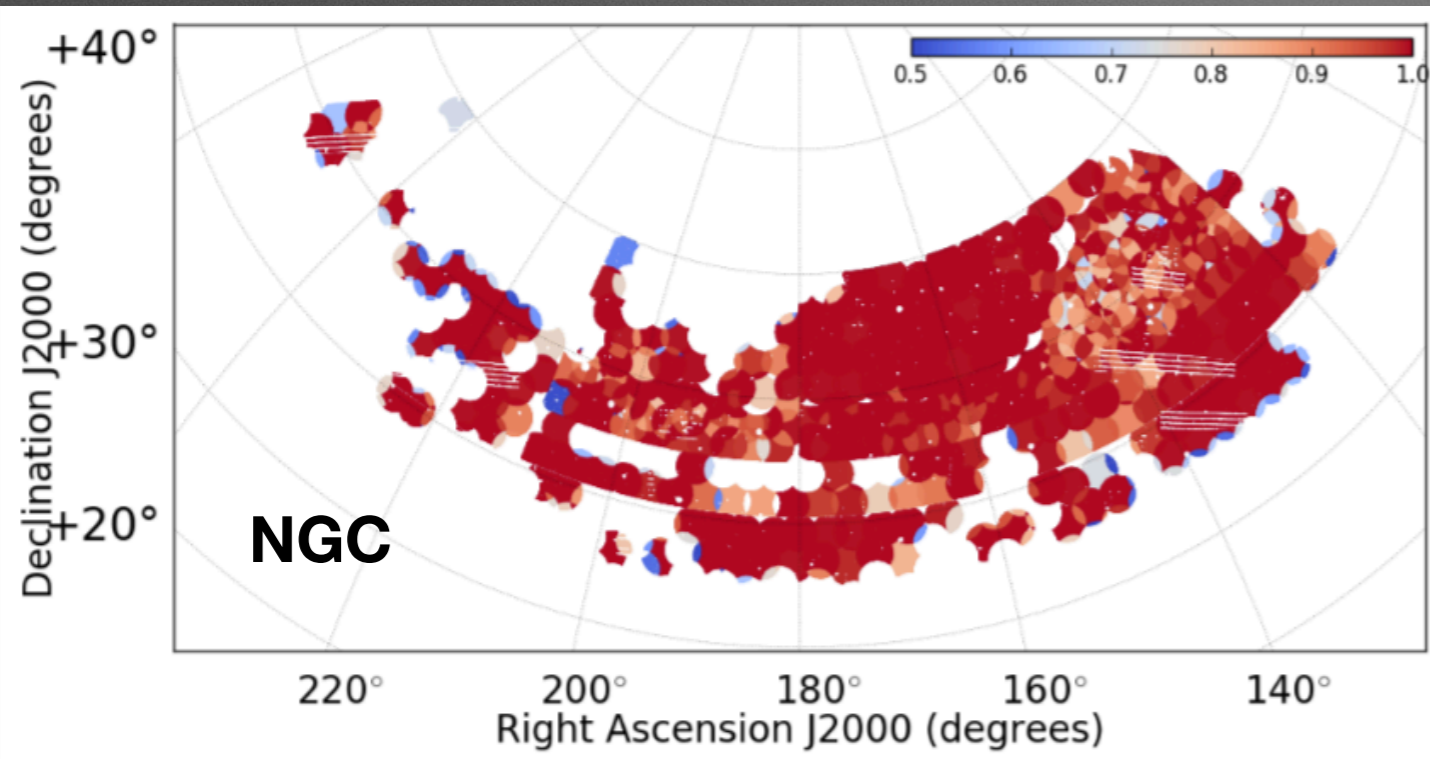 +40°
0.5 0.6 0.7 0.8 0.9 1.0
Declination J2000 (degrees)
+30°
+20°
NGC
220° 200° 180° 160° 140°
Right Ascension J2000 (degrees)